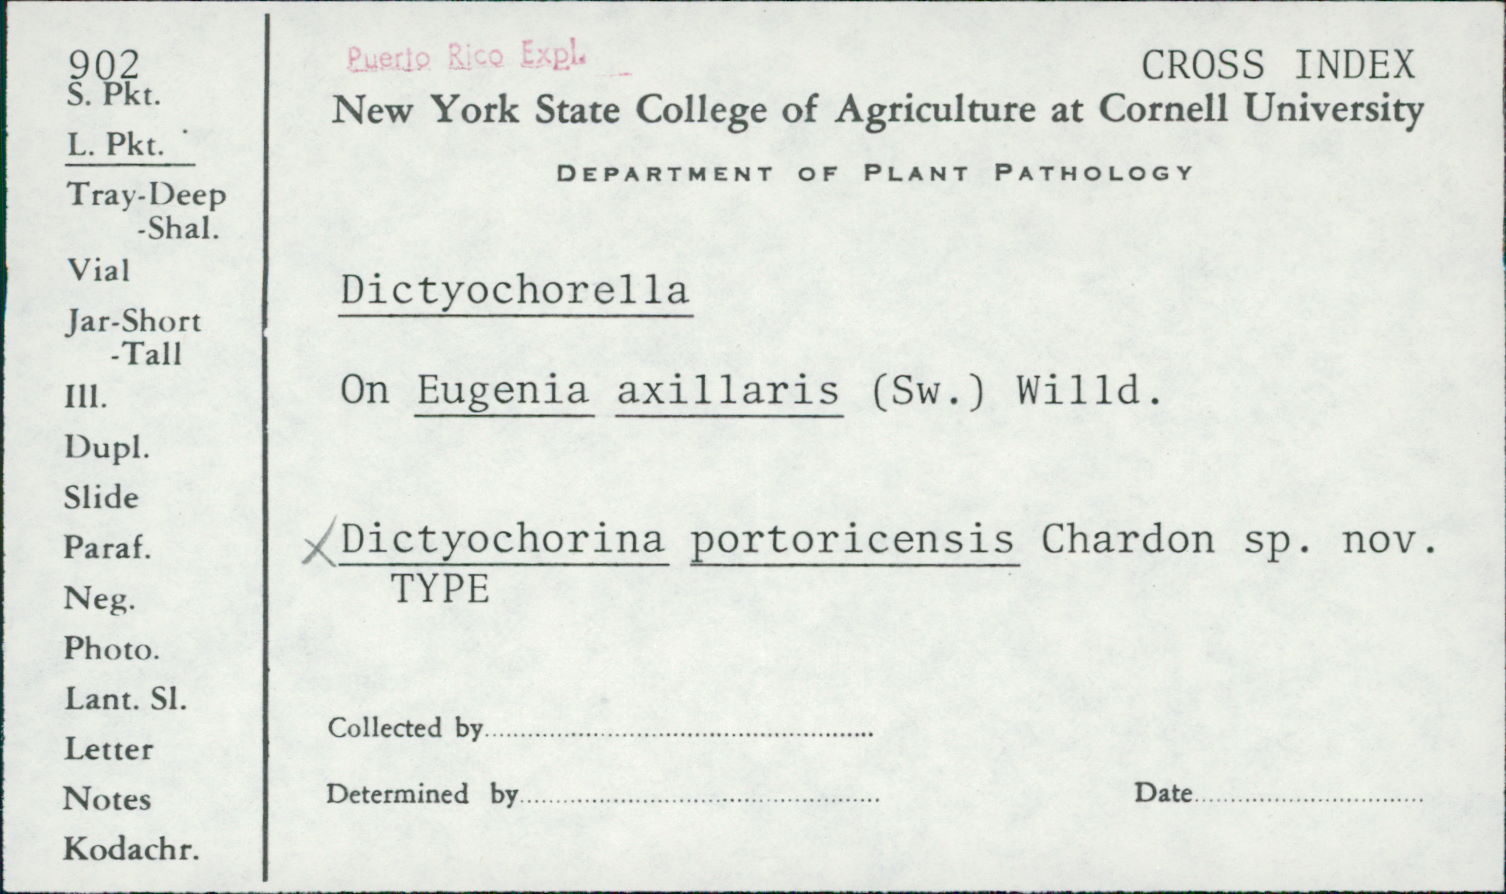 902
S. Pkt.
L. Pkt.
Tray-Deep
-Shal.
Vial
Jar-Short
-Tall
Ill.
Dupl.
Slide
Paraf.
Neg.
Photo.
Lant. Sl.
Letter
Notes
Kodachr.
Puerto Rico Expl.
CROSS INDEX
New York State College of Agriculture at Cornell University
DEPARTMENT OF PLANT PATHOLOGY
Dictyochorella
On Eugenia axillaris (Sw.) Willd.
X Dictyochorina portoricensis Chardon sp. nov.
TYPE
Collected by
Determined by
Date